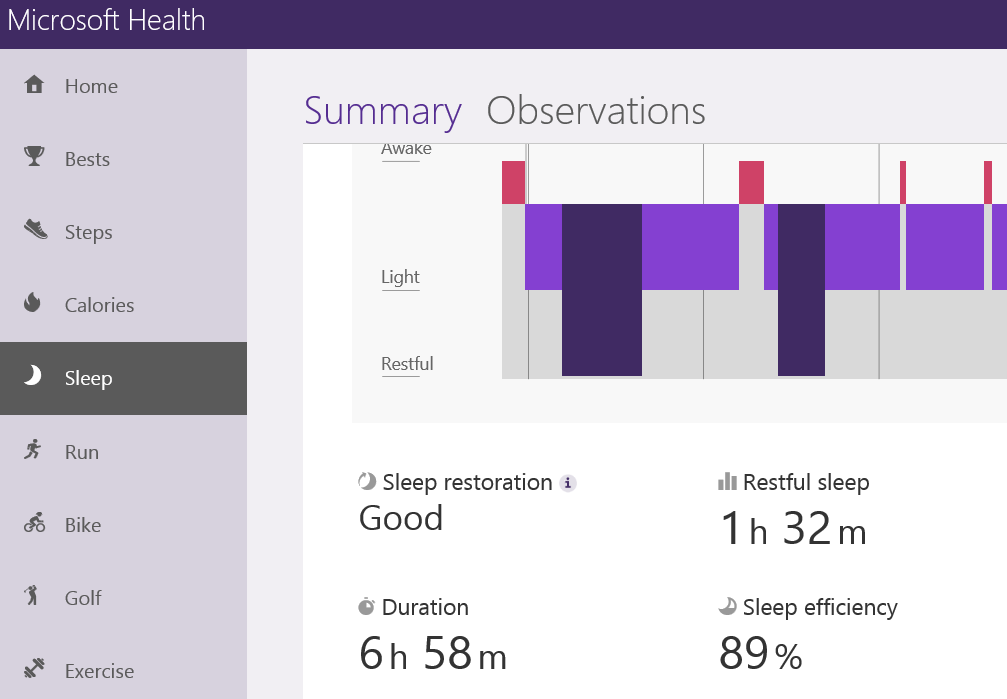 Microsoft Health
Home
Bests
Steps
Calories
Sleep
Run
Bike
Golf
Exercise
Summary Observations
Awake
Light
Restful
Sleep restoration i
Good
Restful sleep
1 h 32 m
Duration
6 h 58 m
Sleep efficiency
89 %